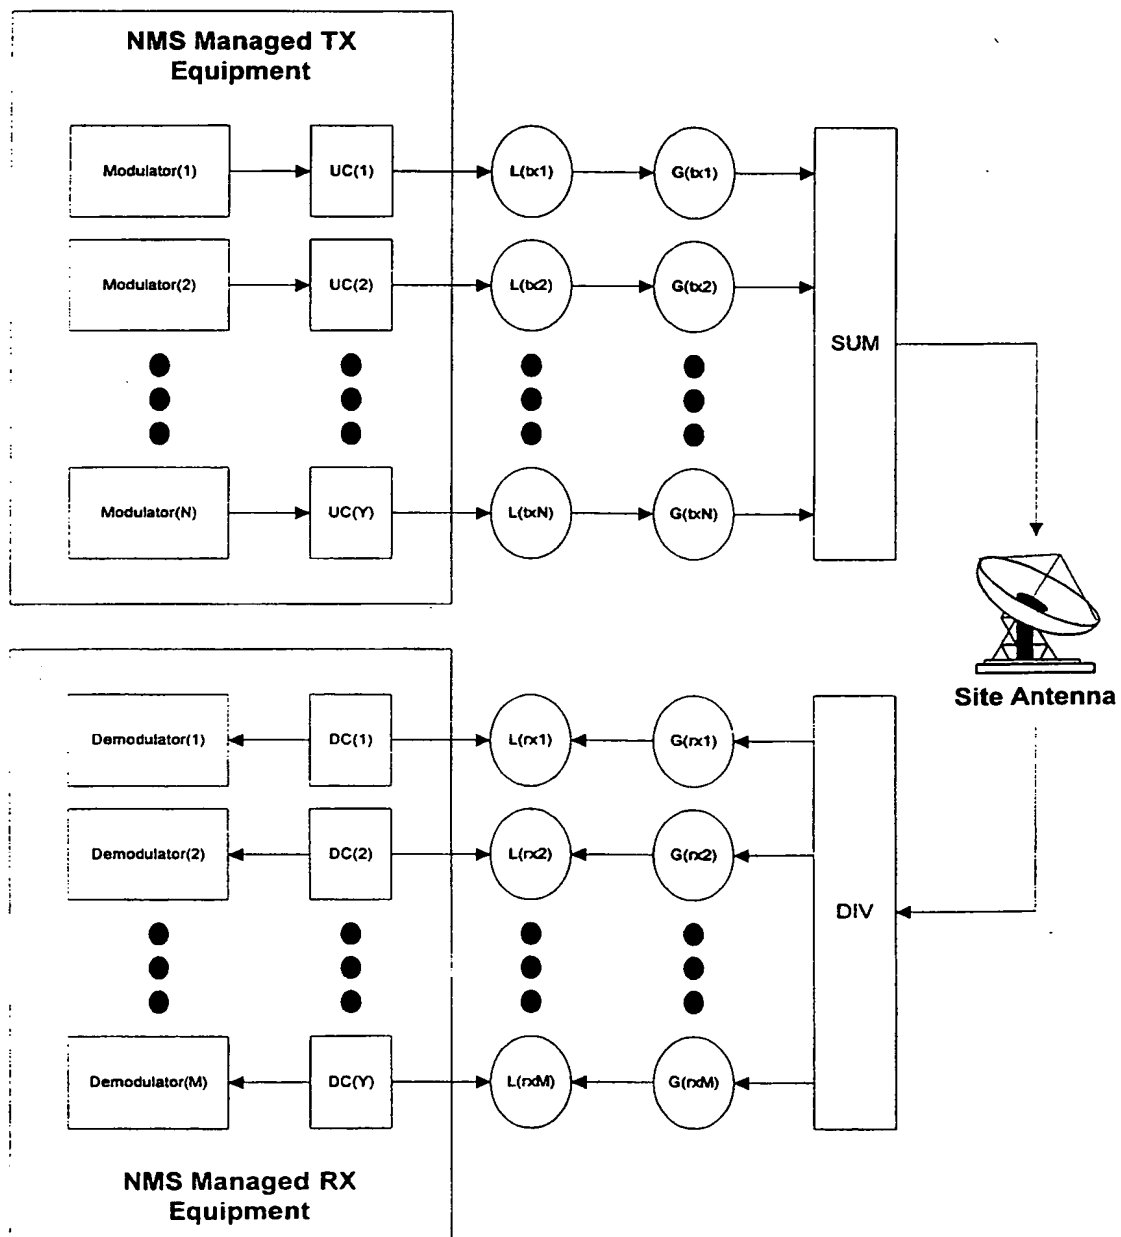 NMS Managed TX
Equipment
Modulator(1)
UC(1)
L(tx1)
G(tx1)
Modulator(2)
UC(2)
L(tx2)
G(tx2)
SUM
Modulator(N)
UC(Y)
L(txN)
G(txN)
Site Antenna
Demodulator(1)
DC(1)
L(rx1)
G(rx1)
Demodulator(2)
DC(2)
L(rx2)
G(rx2)
DIV
Demodulator(M)
DC(Y)
L(rxM)
G(rxM)
NMS Managed RX
Equipment